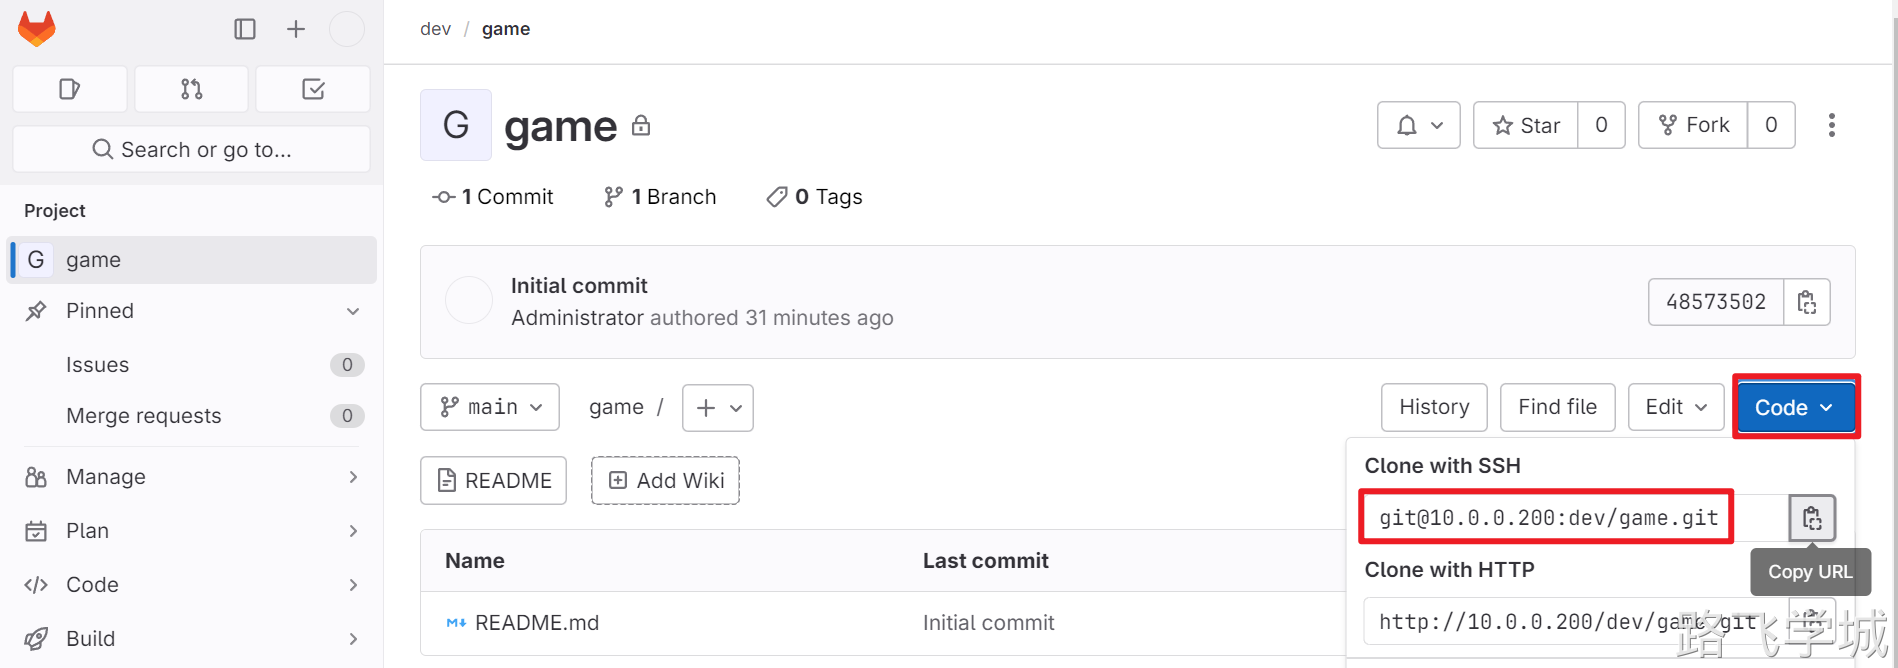 dev / game
Search or go to...
Project
G game
Pinned
Issues 0
Merge requests 0
Manage
Plan
Code
Build
G game
Star 0
Fork 0
1 Commit 1 Branch 0 Tags
Initial commit
Administrator authored 31 minutes ago
48573502
main game / +
History Find file Edit Code
README Add Wiki
Clone with SSH
git@10.0.0.200:dev/game.git
Copy URL
Clone with HTTP
http://10.0.0.200/dev/game.git
Name Last commit
README.md Initial commit
路飞学城